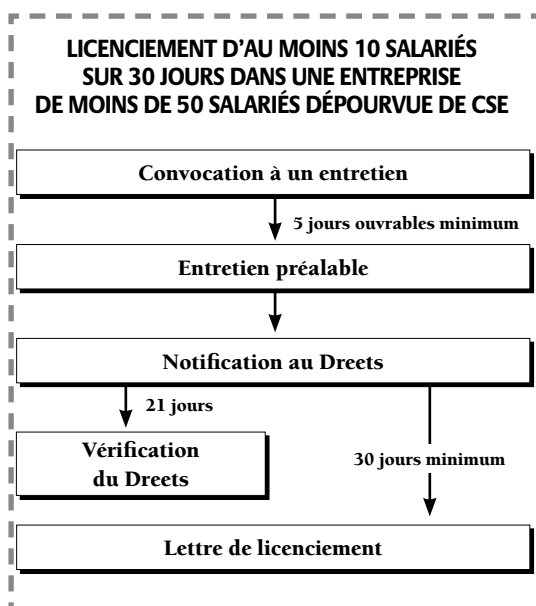 LICENCIEMENT D’AU MOINS 10 SALARIÉS
SUR 30 JOURS DANS UNE ENTREPRISE
DE MOINS DE 50 SALARIÉS DÉPOURVUE DE CSE
Convocation à un entretien
5 jours ouvrables minimum
Entretien préalable
Notification au Dreets
21 jours
Vérification
du Dreets
30 jours minimum
Lettre de licenciement